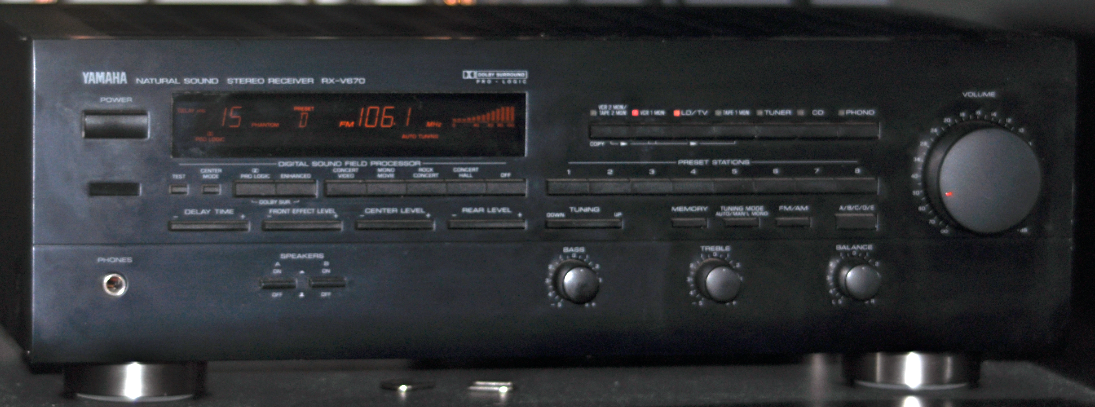 YAMAHA NATURAL SOUND STEREO RECEIVER RX-V670
DOLBY SURROUND
PRO · LOGIC
POWER
VOLUME
DELAY
15
PHANTOM
PRESET
FM 106.1 MHz
AUTO TUNING
PRO LOGIC
VCR 2 MON/
TAPE 2 MON
VCR 1 MON
LD/TV
TAPE 1 MON
TUNER
CD
PHONO
COPY
DIGITAL SOUND FIELD PROCESSOR
TEST
CENTER
MODE
PRO LOGIC
ENHANCED
DOLBY SUR.
CONCERT
VIDEO
MONO
MOVIE
ROCK
CONCERT
CONCERT
HALL
OFF
PRESET STATIONS
1 2 3 4 5 6 7 8
− DELAY TIME +
− FRONT EFFECT LEVEL +
− CENTER LEVEL +
− REAR LEVEL +
TUNING
DOWN UP
MEMORY
TUNING MODE
AUTO/MAN'L MONO
FM/AM
A/B/C/D/E
PHONES
SPEAKERS
A B
ON ON
OFF OFF
BASS
TREBLE
BALANCE